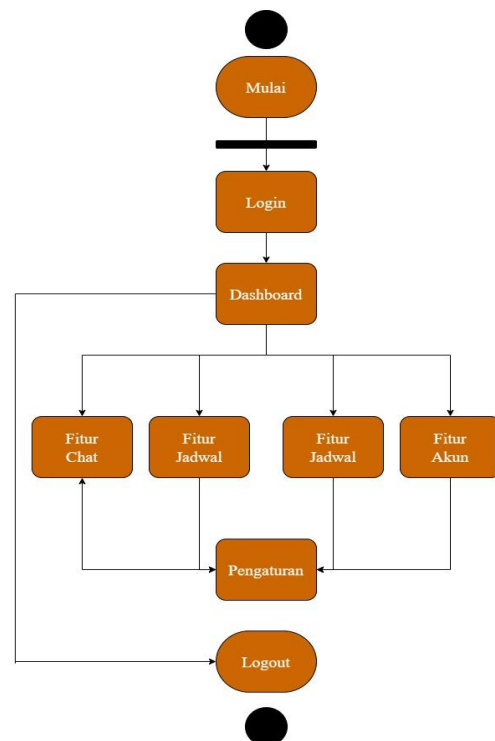 Mulai
Login
Dashboard
Fitur
Chat
Fitur
Jadwal
Fitur
Jadwal
Fitur
Akun
Pengaturan
Logout